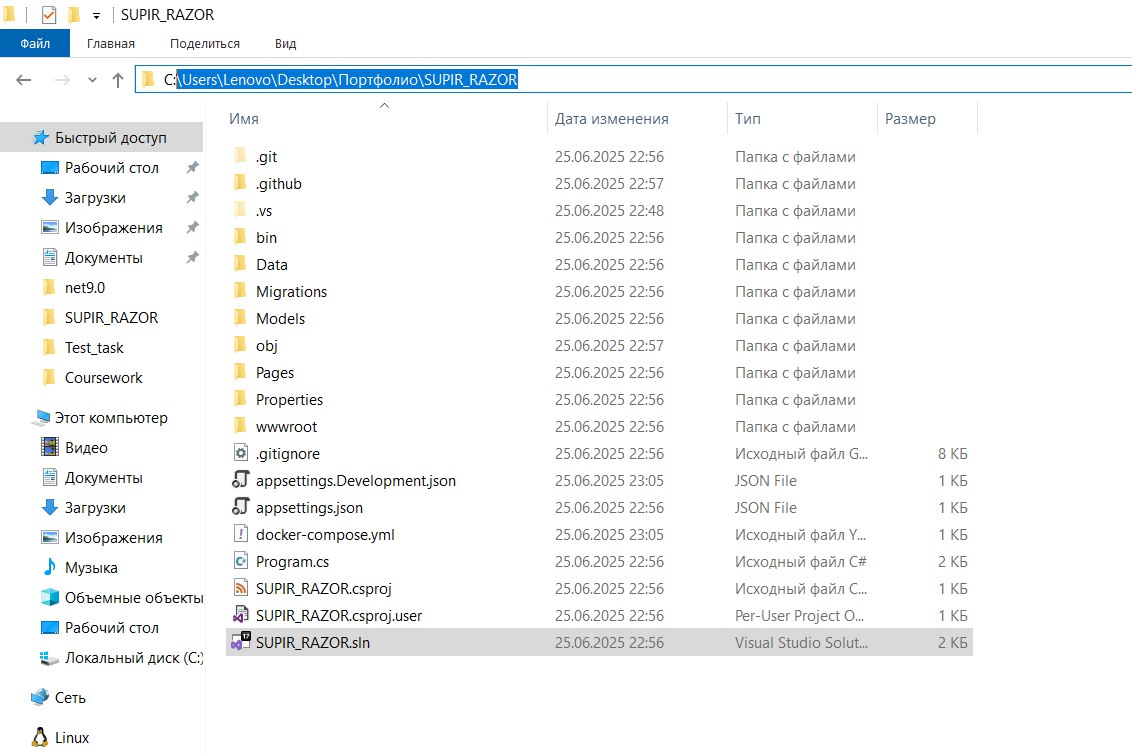 SUPIR_RAZOR
Файл Главная Поделиться Вид
C:\Users\Lenovo\Desktop\Портфолио\SUPIR_RAZOR
Быстрый доступ
Рабочий стол
Загрузки
Изображения
Документы
net9.0
SUPIR_RAZOR
Test_task
Coursework
Этот компьютер
Видео
Документы
Загрузки
Изображения
Музыка
Объемные объекты
Рабочий стол
Локальный диск (C:)
Сеть
Linux
Имя Дата изменения Тип Размер
.git 25.06.2025 22:56 Папка с файлами
.github 25.06.2025 22:57 Папка с файлами
.vs 25.06.2025 22:48 Папка с файлами
bin 25.06.2025 22:56 Папка с файлами
Data 25.06.2025 22:56 Папка с файлами
Migrations 25.06.2025 22:56 Папка с файлами
Models 25.06.2025 22:56 Папка с файлами
obj 25.06.2025 22:57 Папка с файлами
Pages 25.06.2025 22:56 Папка с файлами
Properties 25.06.2025 22:56 Папка с файлами
wwwroot 25.06.2025 22:56 Папка с файлами
.gitignore 25.06.2025 22:56 Исходный файл G... 8 КБ
appsettings.Development.json 25.06.2025 23:05 JSON File 1 КБ
appsettings.json 25.06.2025 22:56 JSON File 1 КБ
docker-compose.yml 25.06.2025 23:05 Исходный файл Y... 1 КБ
Program.cs 25.06.2025 22:56 Исходный файл C# 2 КБ
SUPIR_RAZOR.csproj 25.06.2025 22:56 Исходный файл C... 1 КБ
SUPIR_RAZOR.csproj.user 25.06.2025 22:56 Per-User Project O... 1 КБ
SUPIR_RAZOR.sln 25.06.2025 22:56 Visual Studio Solut... 2 КБ